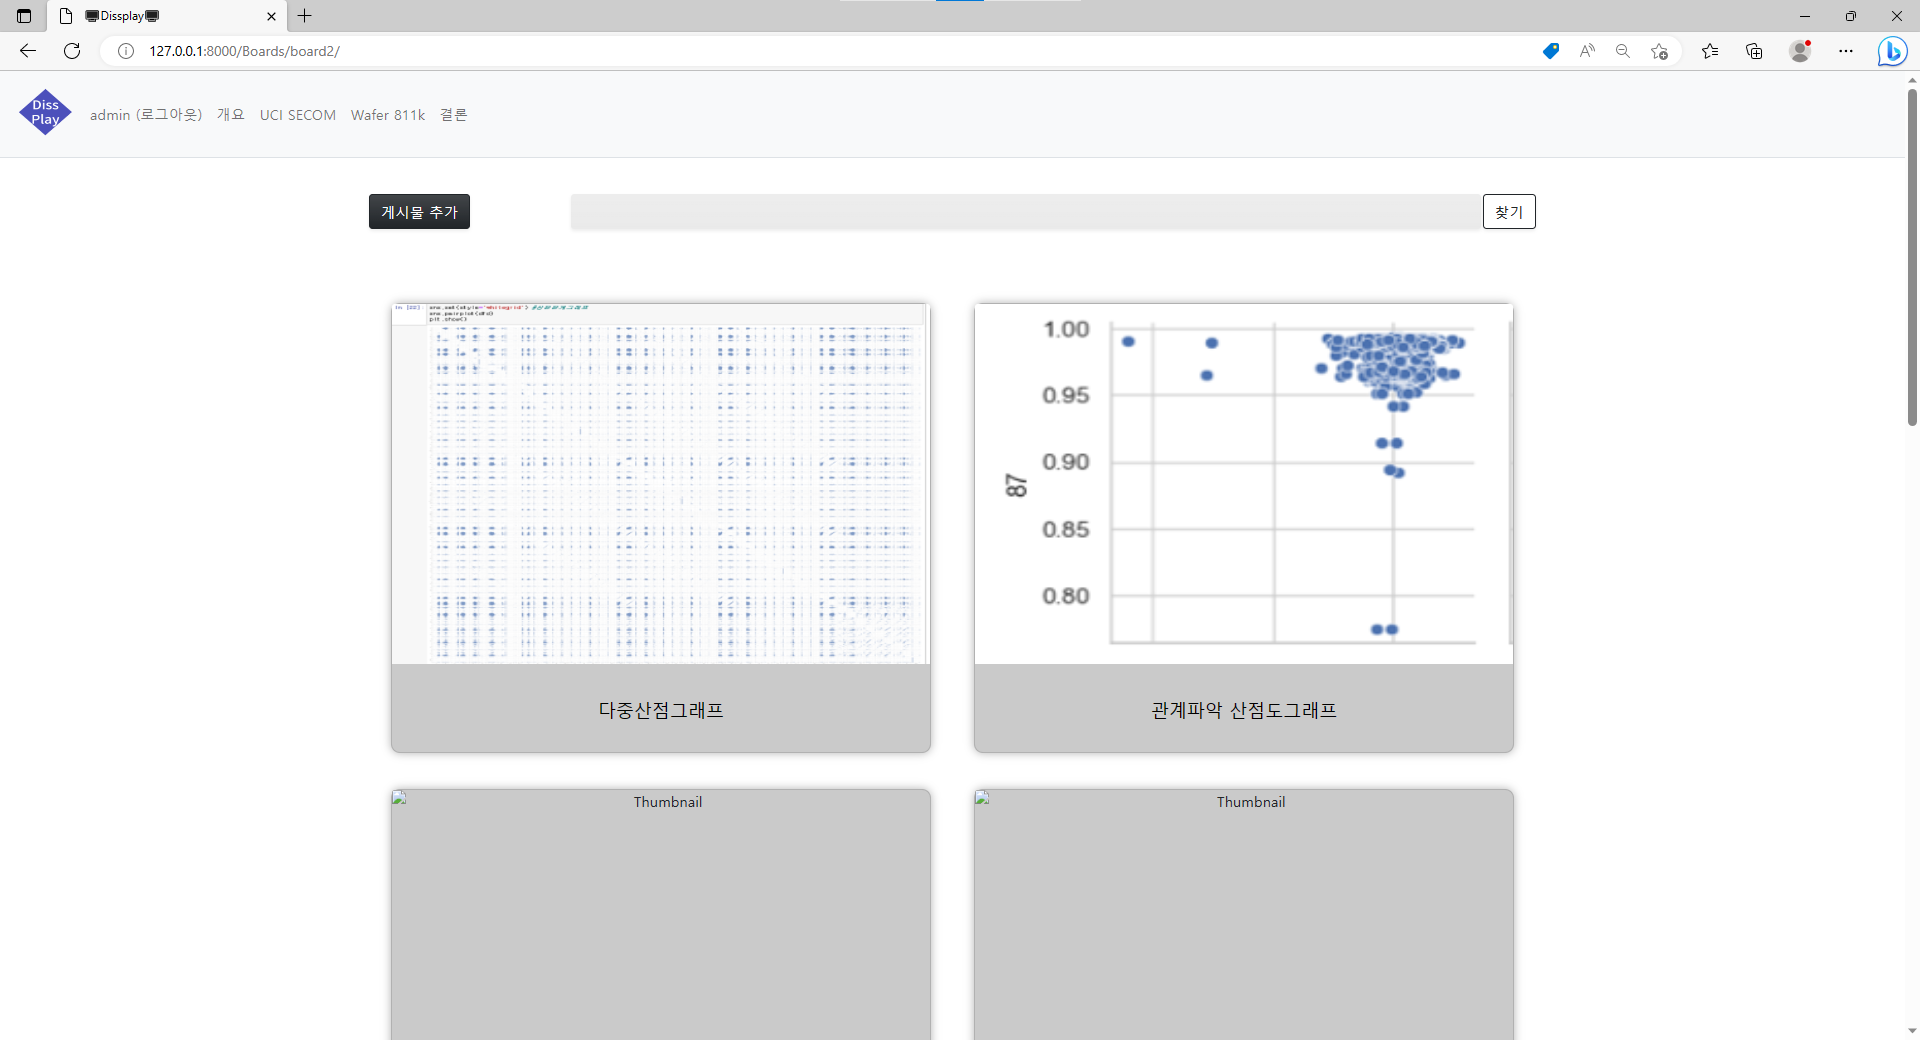 🖥️Dissplay🖥️
127.0.0.1:8000/Boards/board2/
Diss
Play
admin (로그아웃) 개요 UCI SECOM Wafer 811k 결론
게시물 추가
찾기
plt.show()
1.00
0.95
0.90
0.85
0.80
87
다중산점그래프
관계파악 산점도그래프
Thumbnail
Thumbnail